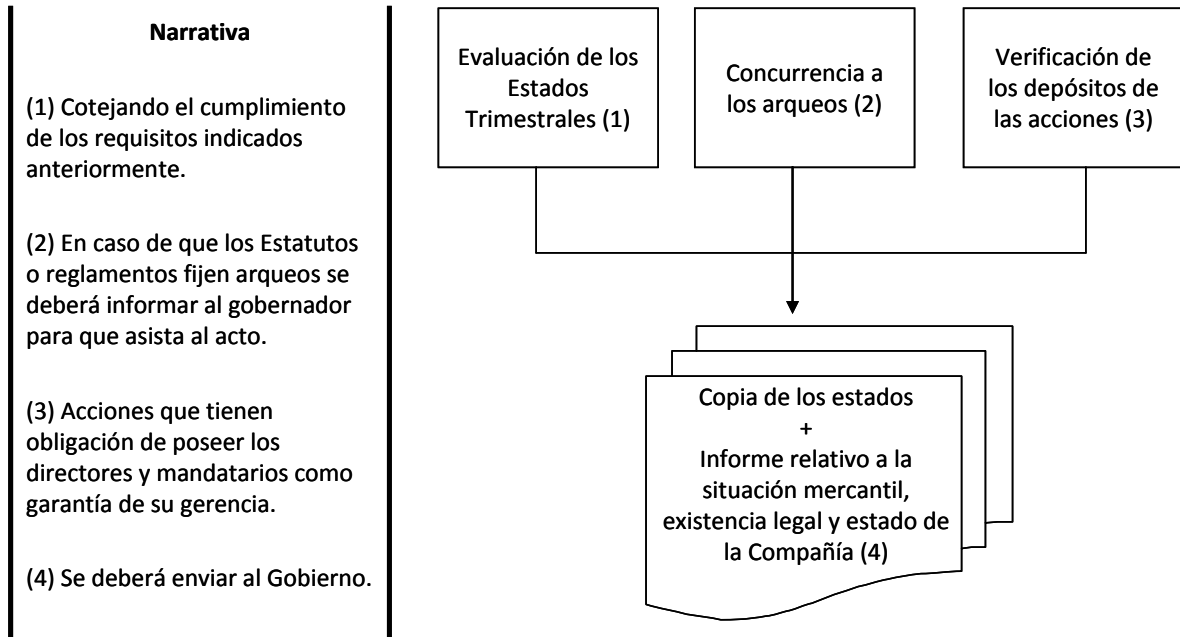 Narrativa
(1) Cotejando el cumplimiento
de los requisitos indicados
anteriormente.
(2) En caso de que los Estatutos
o reglamentos fijen arqueos se
deberá informar al gobernador
para que asista al acto.
(3) Acciones que tienen
obligación de poseer los
directores y mandatarios como
garantía de su gerencia.
(4) Se deberá enviar al Gobierno.
Evaluación de los
Estados
Trimestrales (1)
Concurrencia a
los arqueos (2)
Verificación de
los depósitos de
las acciones (3)
Copia de los estados
+
Informe relativo a la
situación mercantil,
existencia legal y estado de
la Compañía (4)